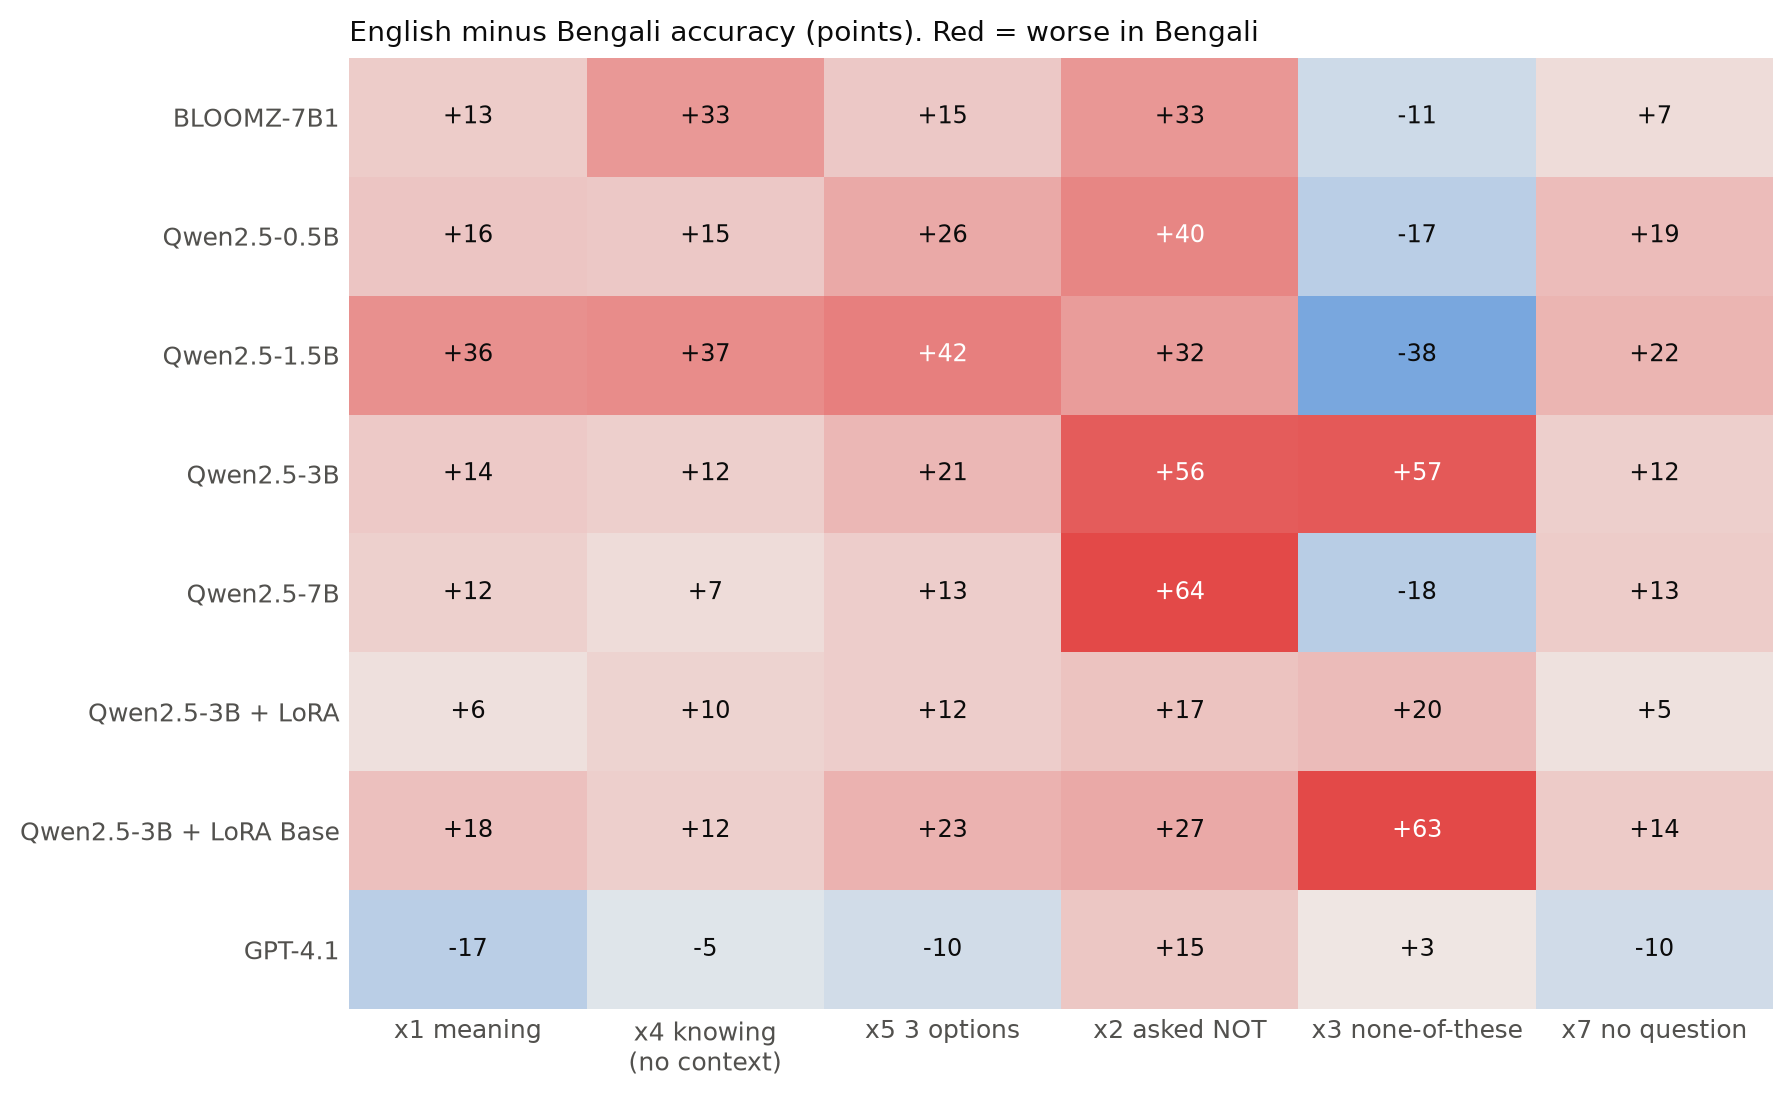 English minus Bengali accuracy (points). Red = worse in Bengali
BLOOMZ-7B1 +13 +33 +15 +33 -11 +7
Qwen2.5-0.5B +16 +15 +26 +40 -17 +19
Qwen2.5-1.5B +36 +37 +42 +32 -38 +22
Qwen2.5-3B +14 +12 +21 +56 +57 +12
Qwen2.5-7B +12 +7 +13 +64 -18 +13
Qwen2.5-3B + LoRA +6 +10 +12 +17 +20 +5
Qwen2.5-3B + LoRA Base +18 +12 +23 +27 +63 +14
GPT-4.1 -17 -5 -10 +15 +3 -10
x1 meaning x4 knowing x5 3 options x2 asked NOT x3 none-of-these x7 no question
(no context)